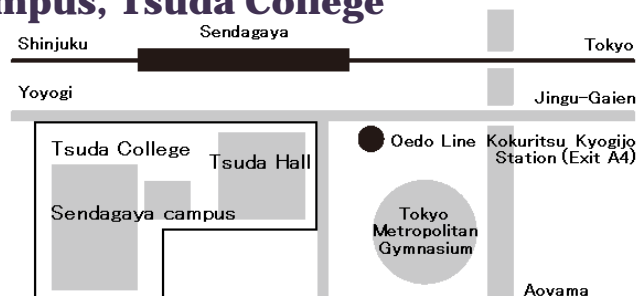 mpus, Tsuda College
Shinjuku
Sendagaya
Tokyo
Yoyogi
Jingu-Gaien
Tsuda College
Tsuda Hall
Oedo Line Kokuritsu Kyogijo
Station (Exit A4)
Sendagaya campus
Tokyo
Metropolitan
Gymnasium
Aoyama